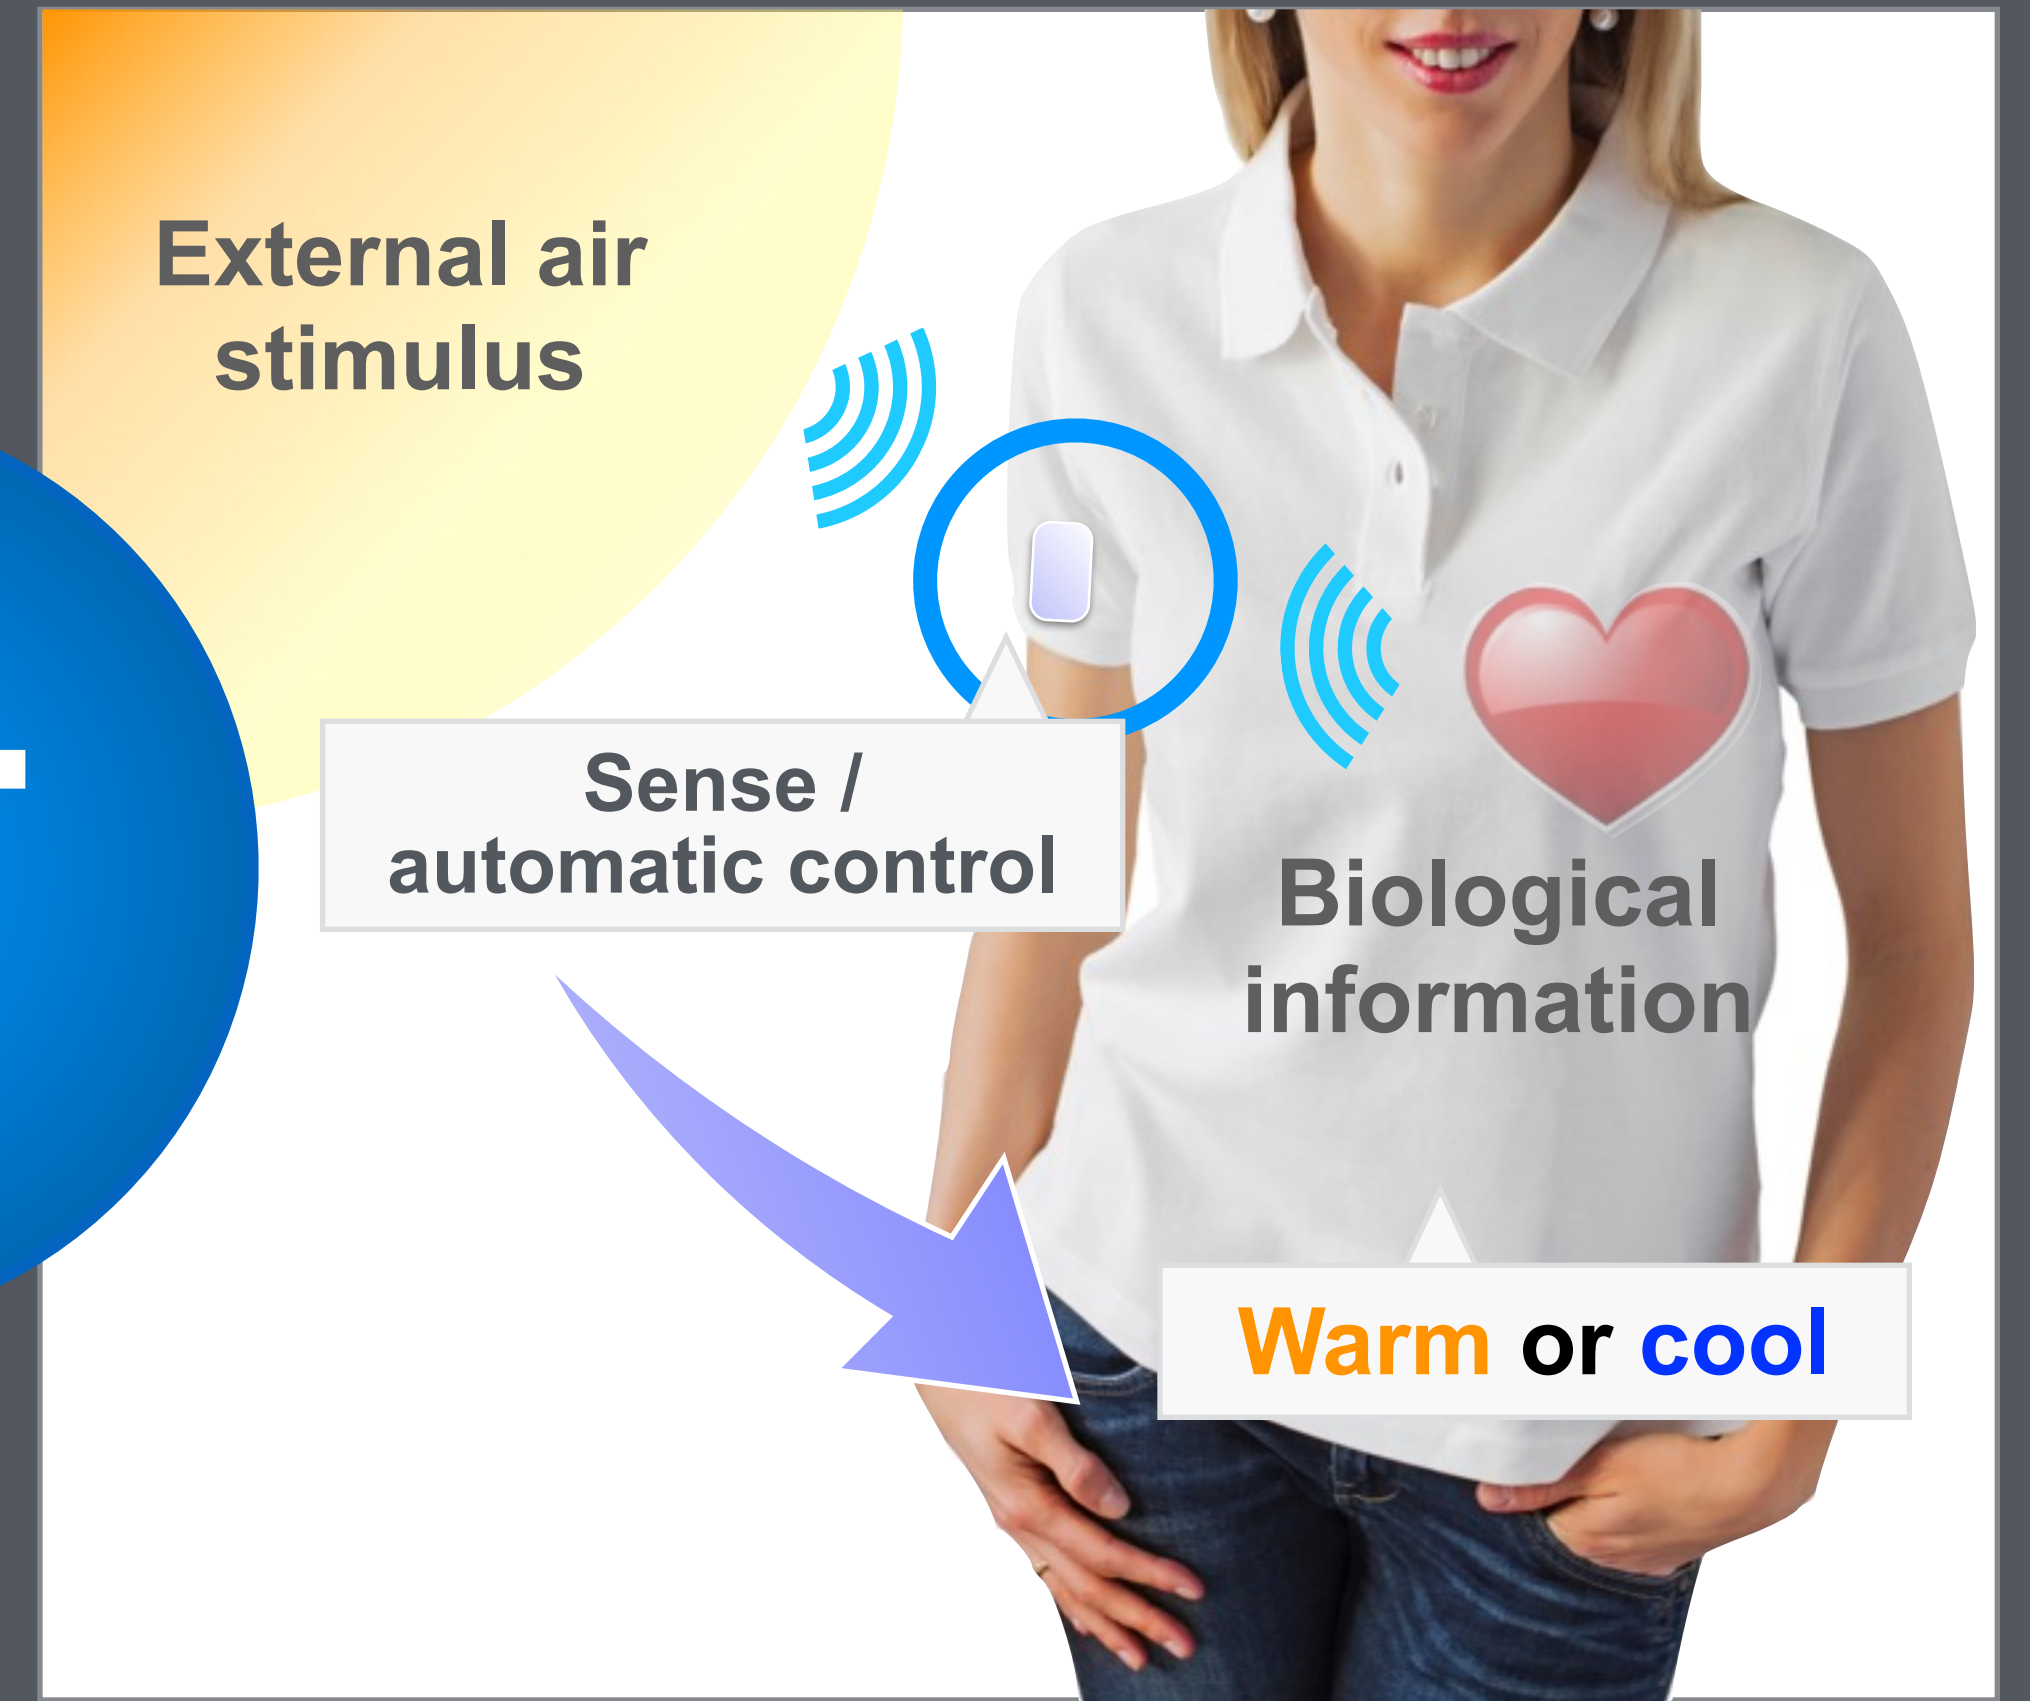 External air
stimulus
Sense /
automatic control
Biological
information
Warm or cool